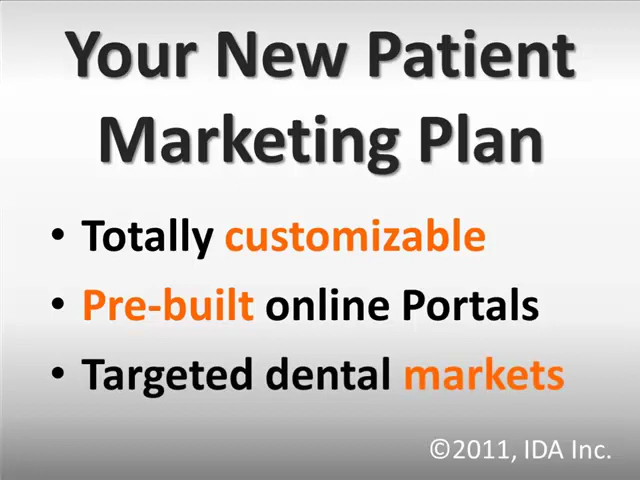 Your New Patient
Marketing Plan
• Totally customizable
• Pre-built online Portals
• Targeted dental markets
©2011, IDA Inc.